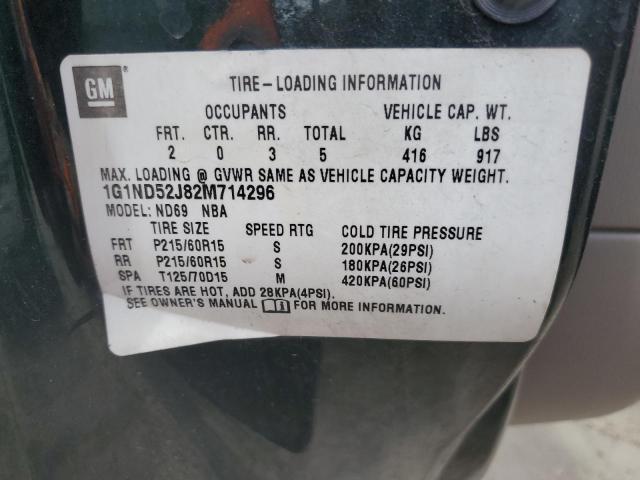 GM
TIRE-LOADING INFORMATION
OCCUPANTS VEHICLE CAP. WT.
FRT. CTR. RR. TOTAL KG LBS
2 0 3 5 416 917
MAX. LOADING @ GVWR SAME AS VEHICLE CAPACITY WEIGHT.
1G1ND52J82M714296
MODEL: ND69 NBA
TIRE SIZE SPEED RTG COLD TIRE PRESSURE
FRT P215/60R15 S 200KPA(29PSI)
RR P215/60R15 S 180KPA(26PSI)
SPA T125/70D15 M 420KPA(60PSI)
IF TIRES ARE HOT, ADD 28KPA(4PSI).
SEE OWNER'S MANUAL FOR MORE INFORMATION.